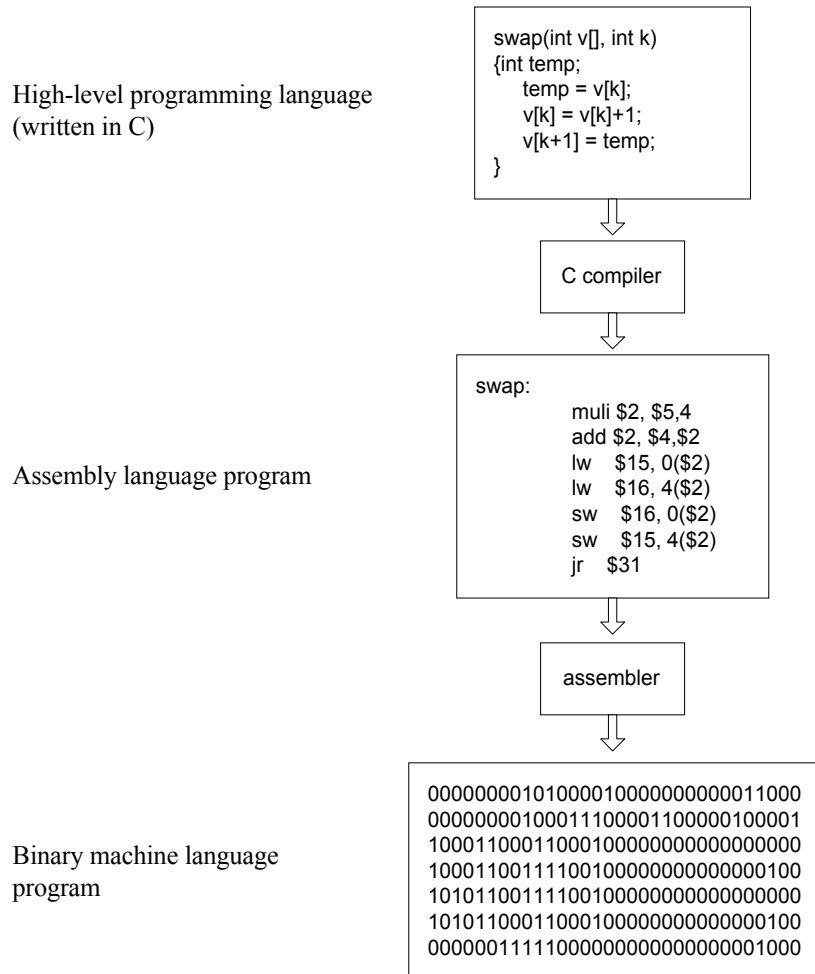 High-level programming language
(written in C)
swap(int v[], int k)
{int temp;
temp = v[k];
v[k] = v[k]+1;
v[k+1] = temp;
}
C compiler
Assembly language program
swap:
muli $2, $5,4
add $2, $4,$2
lw $15, 0($2)
lw $16, 4($2)
sw $16, 0($2)
sw $15, 4($2)
jr $31
assembler
Binary machine language
program
00000000101000010000000000011000
00000000100011100001100000100001
10001100011000100000000000000000
10001100111100100000000000000100
10101100111100100000000000000000
10101100011000100000000000000100
00000011111000000000000000001000